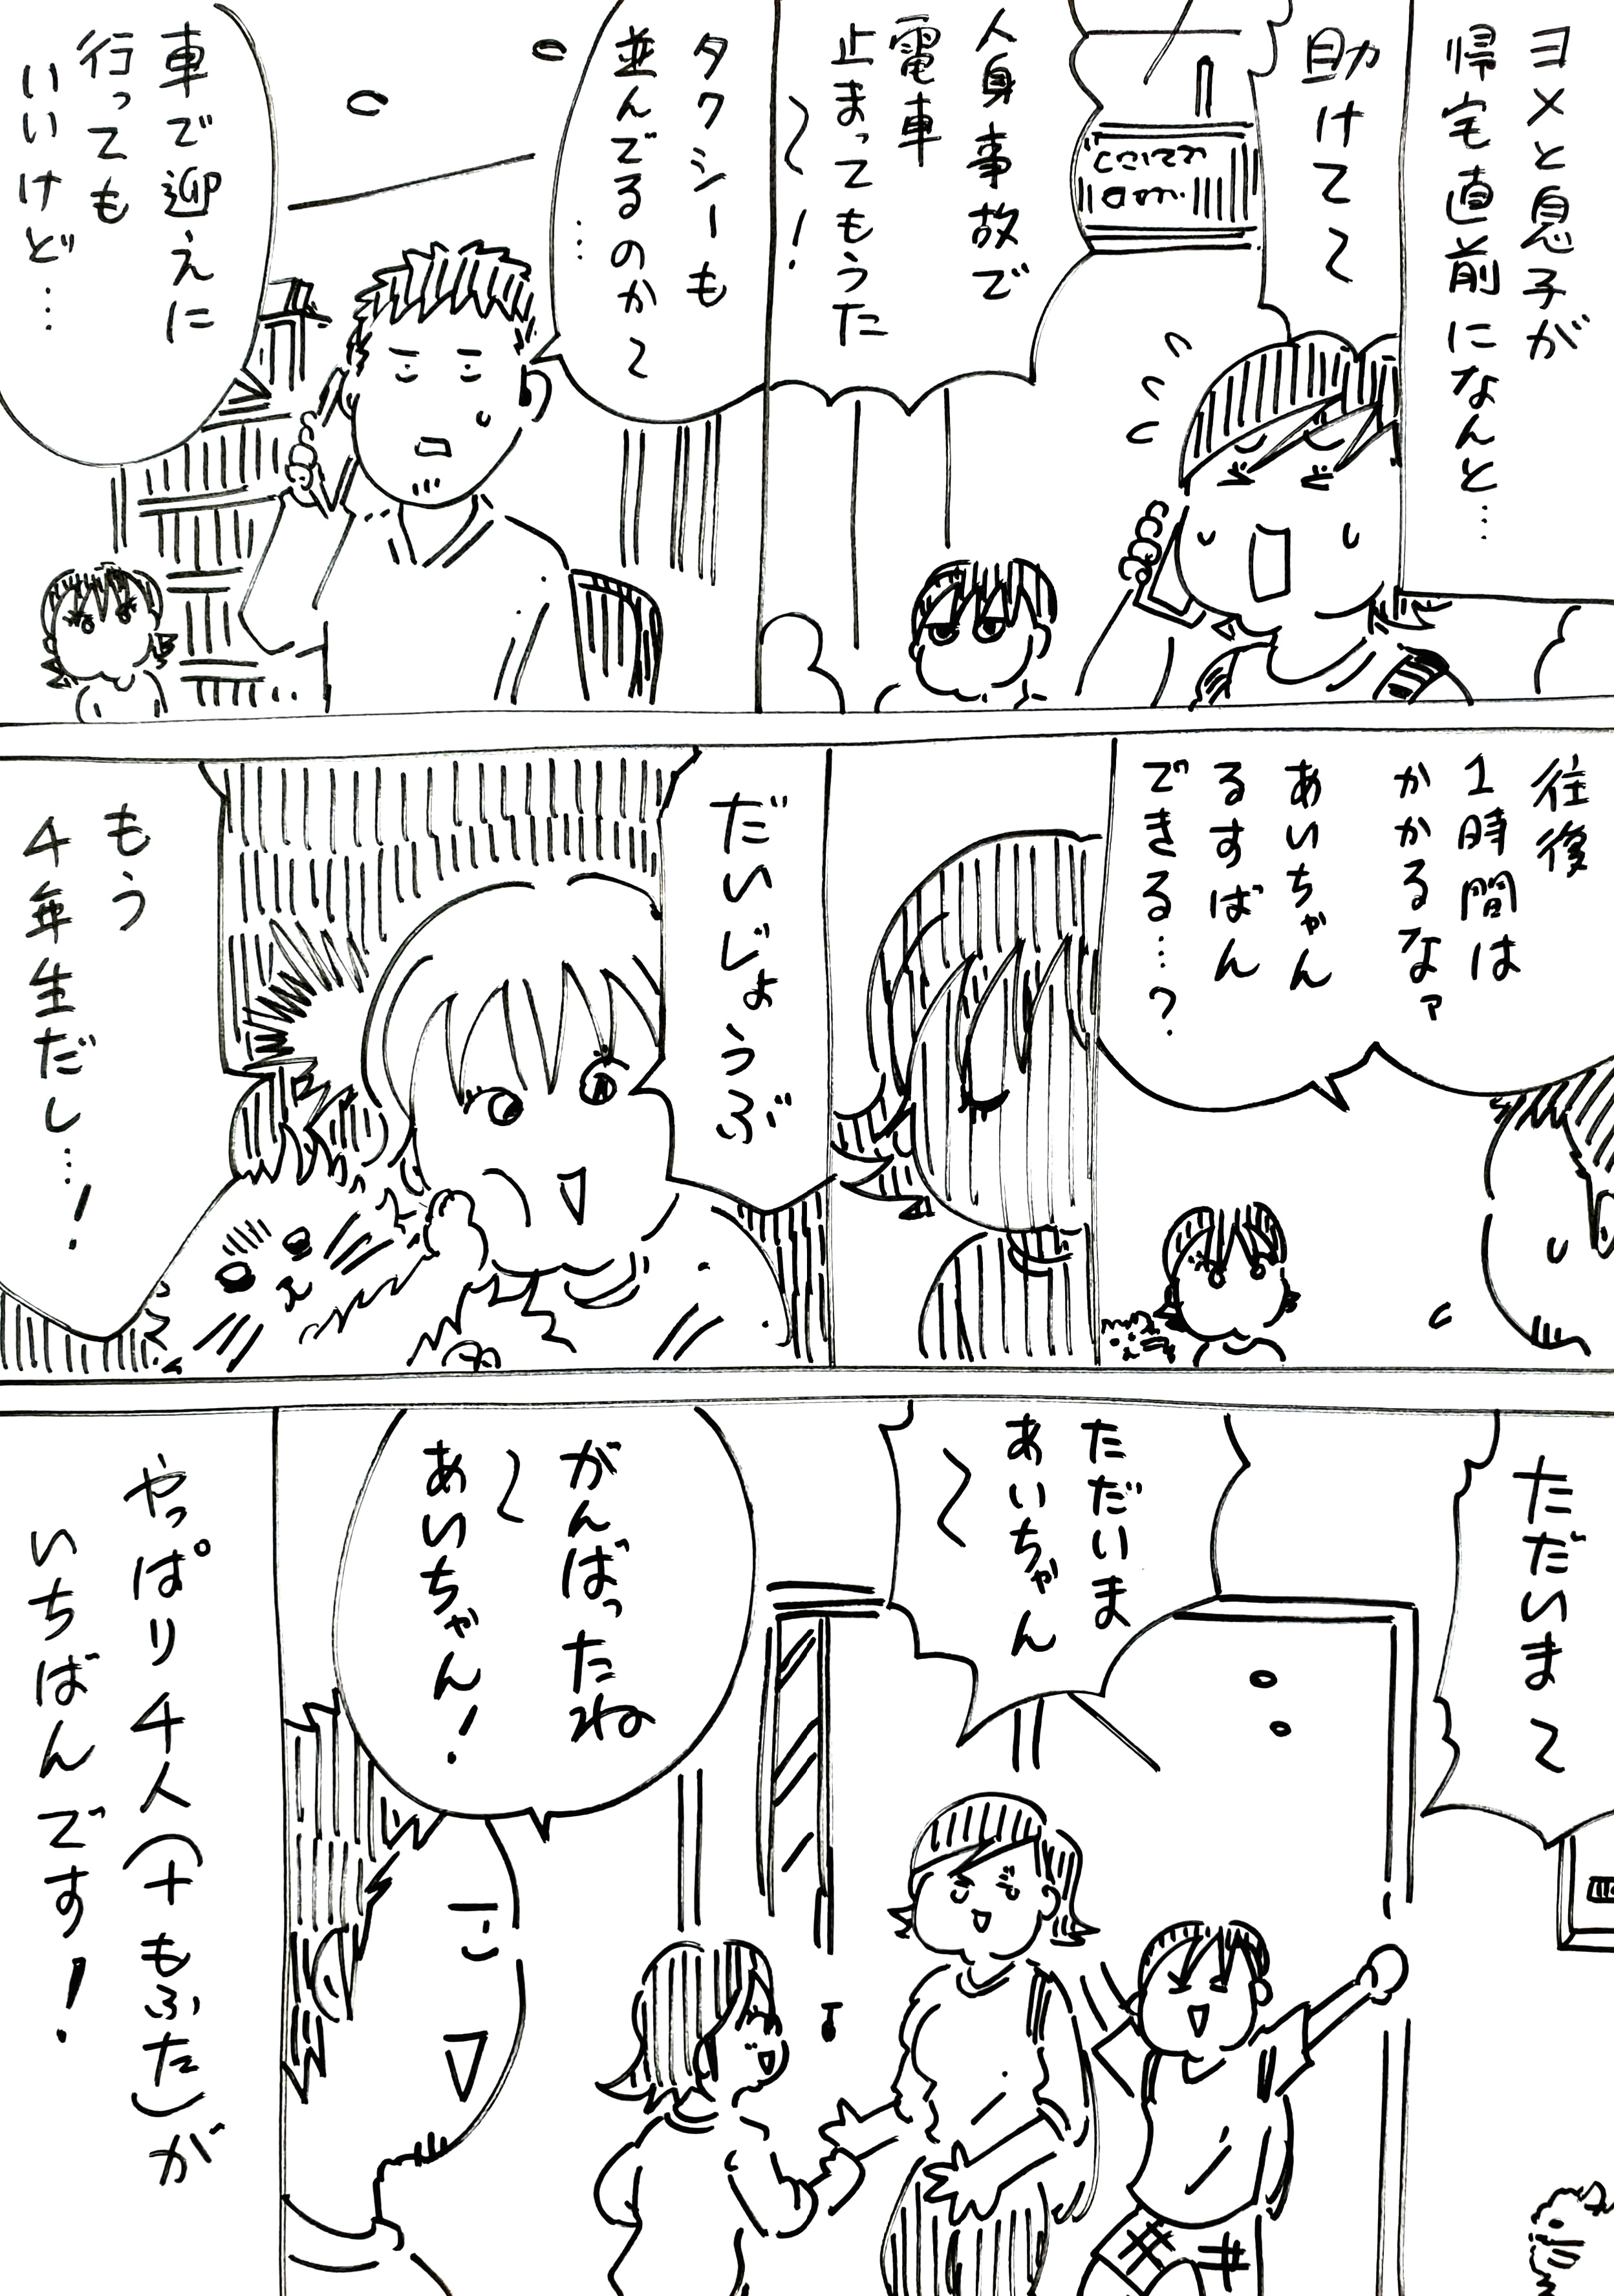 ヨメと息子が
帰宅直前になんと…
助けて〜
人身事故で
電車
止まってもうた
〜!
タクシーも
並んでるのか〜
…
車で迎えに
行っても
いいけど…
往復
1時間は
かかるなァ
あいちゃん
るすばん
できる…?
だいじょうぶ
もう
4年生だし…!
ただいま〜
ただいま
あいちゃん
〜
がんばったね
〜
あいちゃん!
やっぱり4人(+もふた)が
いちばんです!